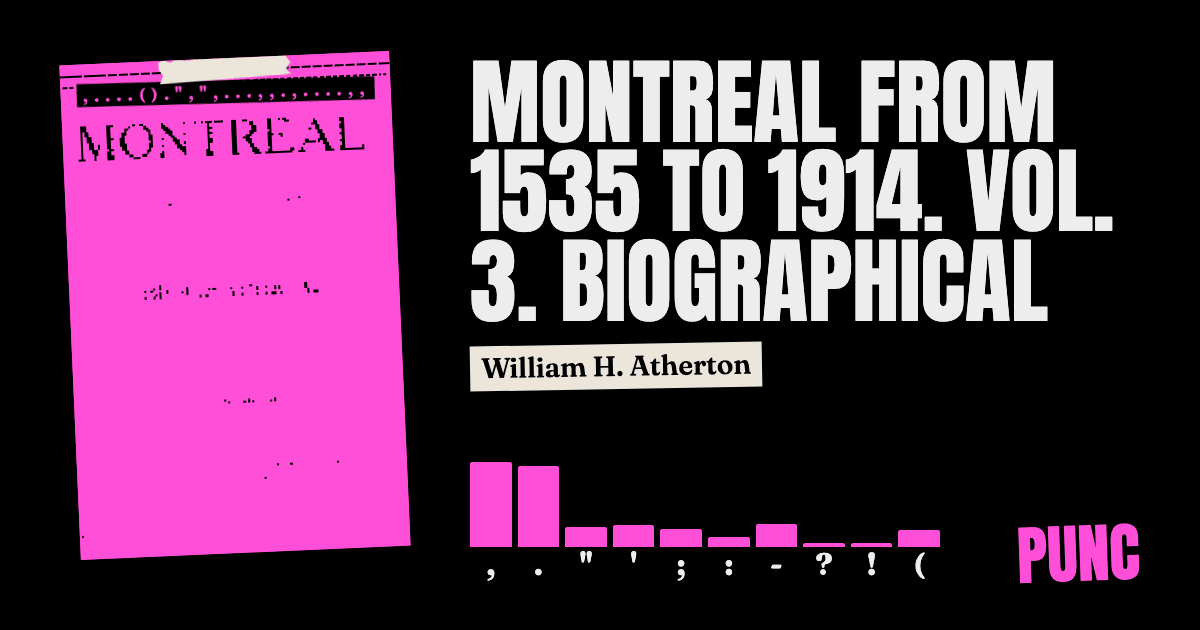 ,....().",",...,,.,....,,
MONTREAL
MONTREAL FROM
1535 TO 1914. VOL.
3. BIOGRAPHICAL
William H. Atherton
, . " ' ; : - ? ! (
PUNC